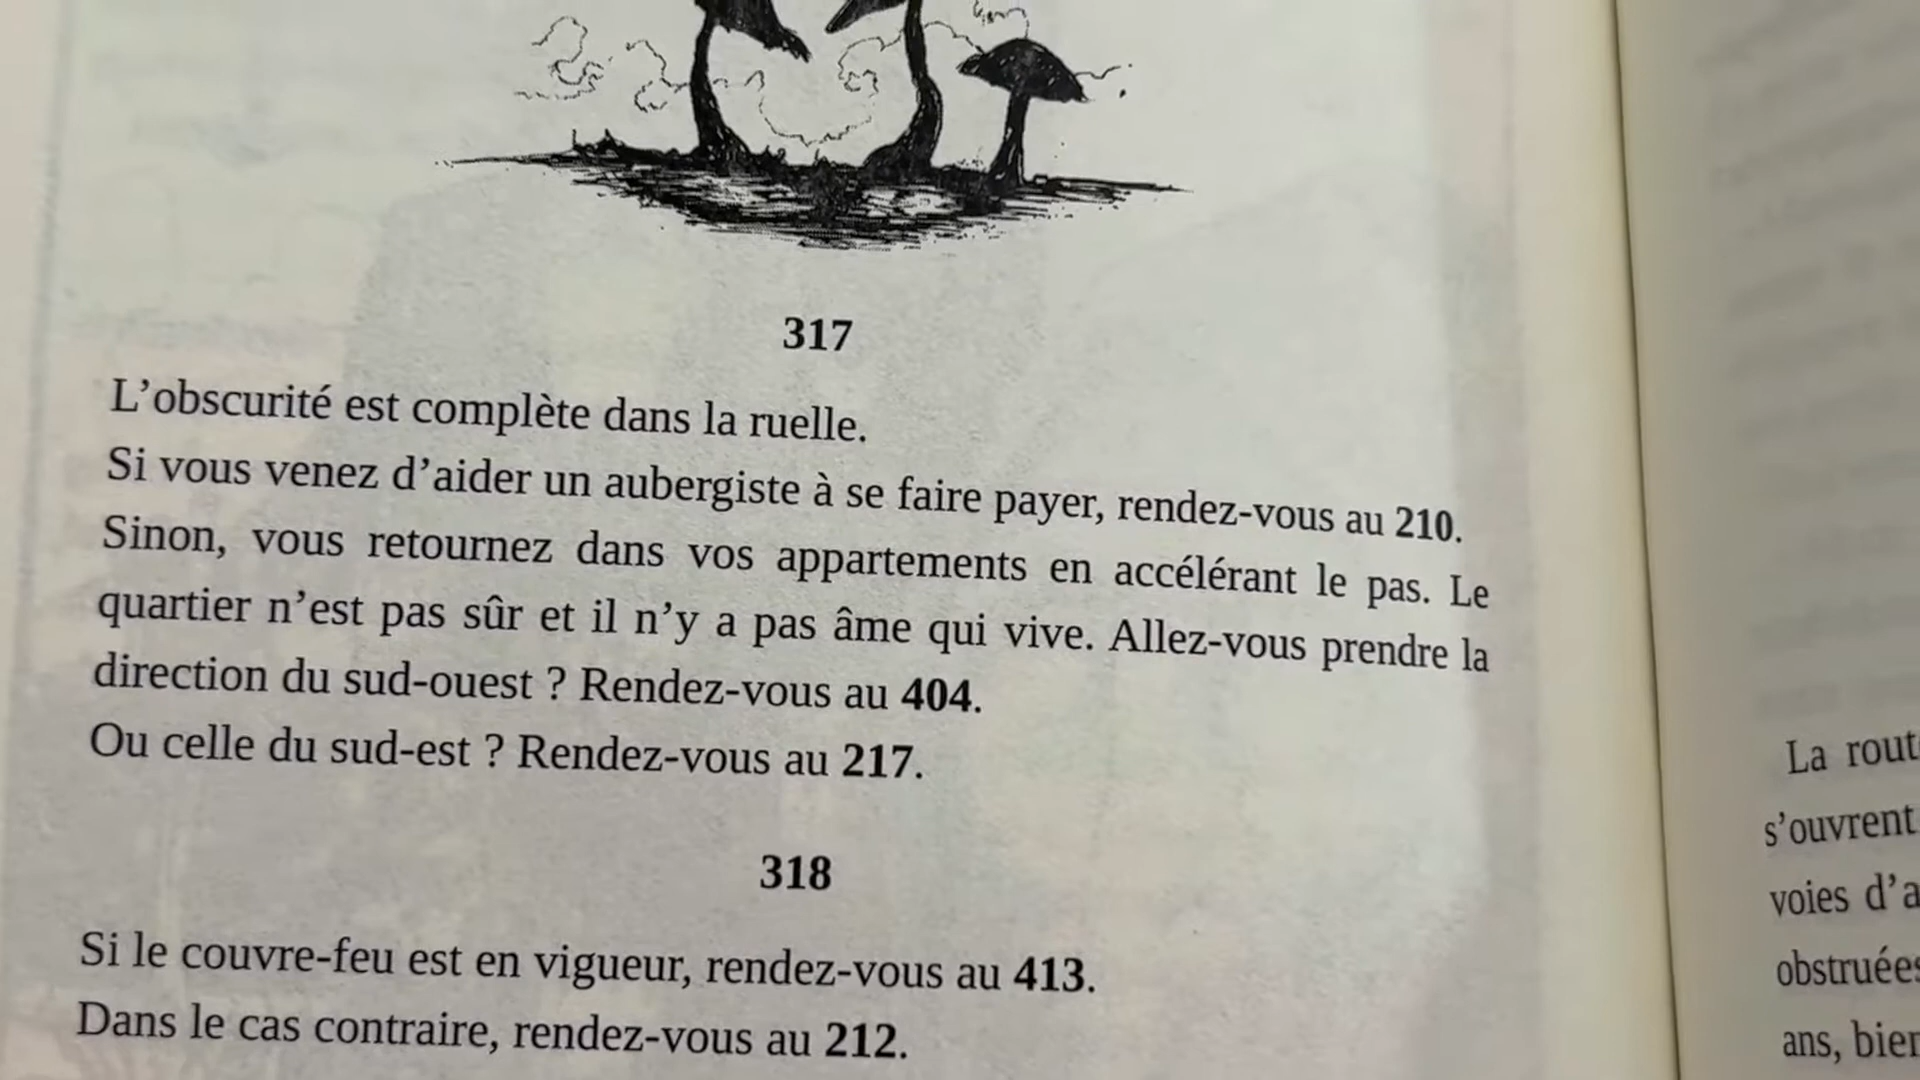 317
L’obscurité est complète dans la ruelle.
Si vous venez d’aider un aubergiste à se faire payer, rendez-vous au 210.
Sinon, vous retournez dans vos appartements en accélérant le pas. Le
quartier n’est pas sûr et il n’y a pas âme qui vive. Allez-vous prendre la
direction du sud-ouest ? Rendez-vous au 404.
Ou celle du sud-est ? Rendez-vous au 217.
318
Si le couvre-feu est en vigueur, rendez-vous au 413.
Dans le cas contraire, rendez-vous au 212.
La
s’ouvrent
voies
ans,